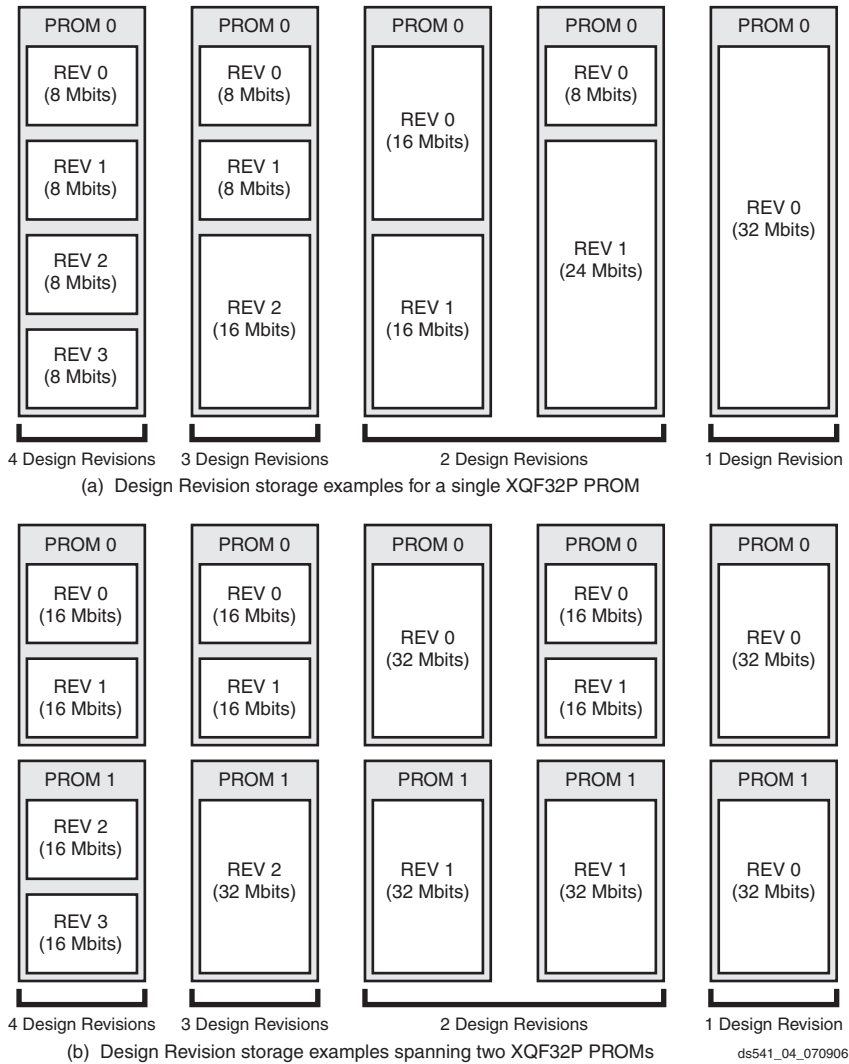 PROM 0
REV 0
(8 Mbits)
REV 1
(8 Mbits)
REV 2
(8 Mbits)
REV 3
(8 Mbits)
PROM 0
REV 0
(8 Mbits)
REV 1
(8 Mbits)
REV 2
(16 Mbits)
PROM 0
REV 0
(16 Mbits)
REV 1
(16 Mbits)
PROM 0
REV 0
(8 Mbits)
REV 1
(24 Mbits)
PROM 0
REV 0
(32 Mbits)
4 Design Revisions
3 Design Revisions
2 Design Revisions
1 Design Revision
(a) Design Revision storage examples for a single XQF32P PROM
PROM 0
REV 0
(16 Mbits)
REV 1
(16 Mbits)
PROM 0
REV 0
(16 Mbits)
REV 1
(16 Mbits)
PROM 0
REV 0
(32 Mbits)
PROM 0
REV 0
(16 Mbits)
REV 1
(16 Mbits)
PROM 0
REV 0
(32 Mbits)
PROM 1
REV 2
(16 Mbits)
REV 3
(16 Mbits)
PROM 1
REV 2
(32 Mbits)
PROM 1
REV 1
(32 Mbits)
PROM 1
REV 1
(32 Mbits)
PROM 1
REV 0
(32 Mbits)
4 Design Revisions
3 Design Revisions
2 Design Revisions
1 Design Revision
(b) Design Revision storage examples spanning two XQF32P PROMs
ds541_04_070906